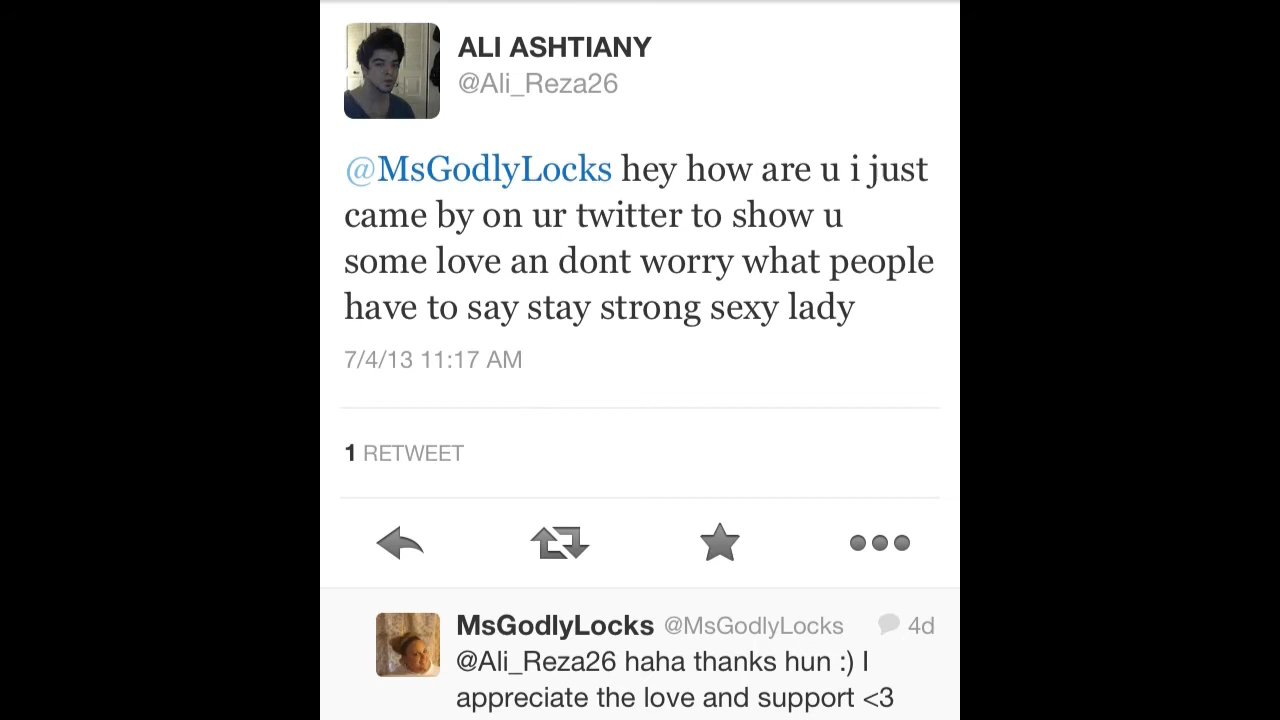 ALI ASHTIANY
@Ali_Reza26
@MsGodlyLocks hey how are u i just
came by on ur twitter to show u
some love an dont worry what people
have to say stay strong sexy lady
7/4/13 11:17 AM
1 RETWEET
MsGodlyLocks @MsGodlyLocks 4d
@Ali_Reza26 haha thanks hun :) I
appreciate the love and support <3